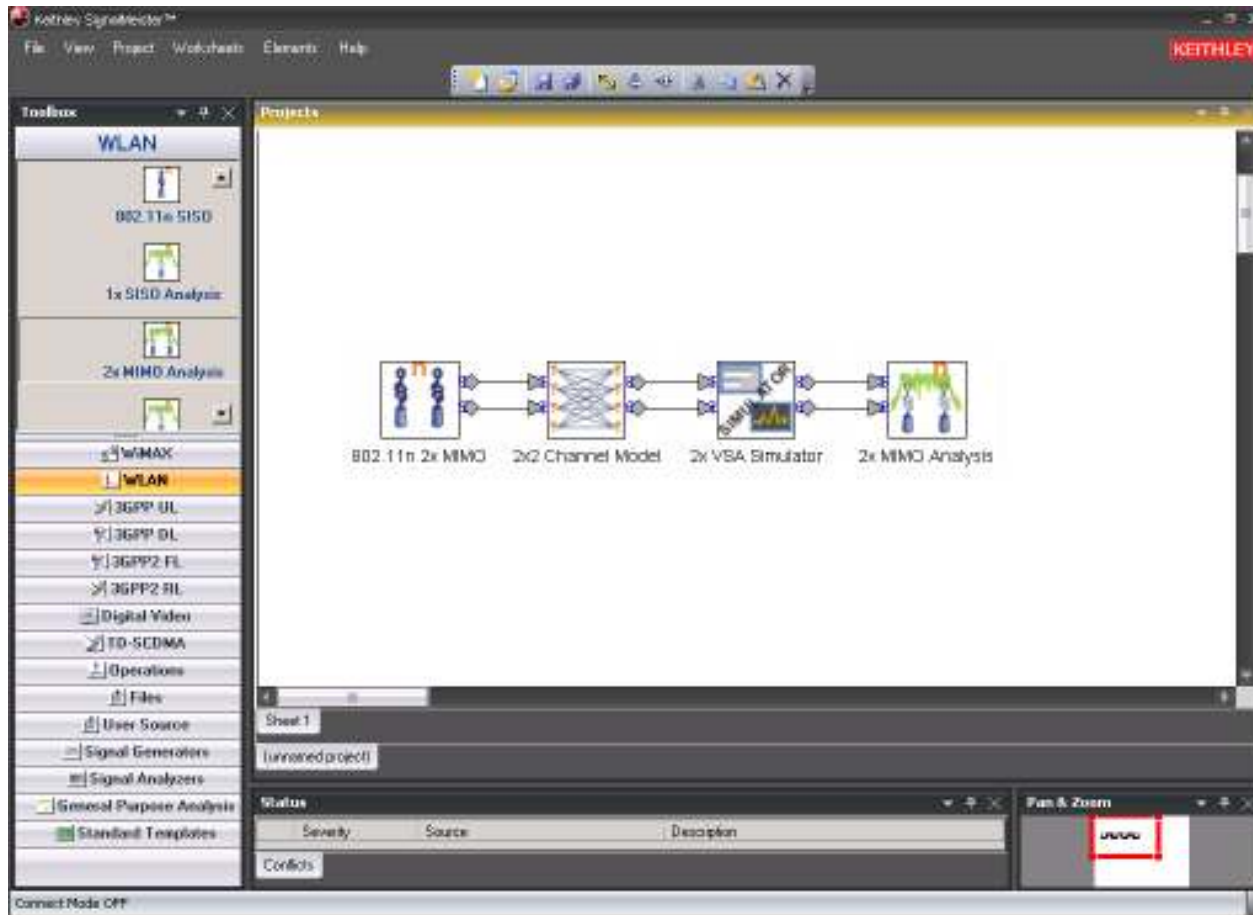 Keithley SignalMeister™
File View Project Worksheets Elements Help
KEITHLEY
Toolbox
Projects
WLAN
802.11n SISO
1x SISO Analysis
2x MIMO Analysis
802.11n 2x MIMO
2x2 Channel Model
SIMULATOR
2x VSA Simulator
2x MIMO Analysis
WiMAX
WLAN
3GPP UL
3GPP DL
3GPP2 FL
3GPP2 RL
Digital Video
TD-SCDMA
Operations
Files
User Source
Signal Generators
Signal Analyzers
General Purpose Analysis
Standard Templates
Sheet 1
(unnamed project)
Status
Severity Source Description
Conflicts
Pan & Zoom
Connect Mode OFF